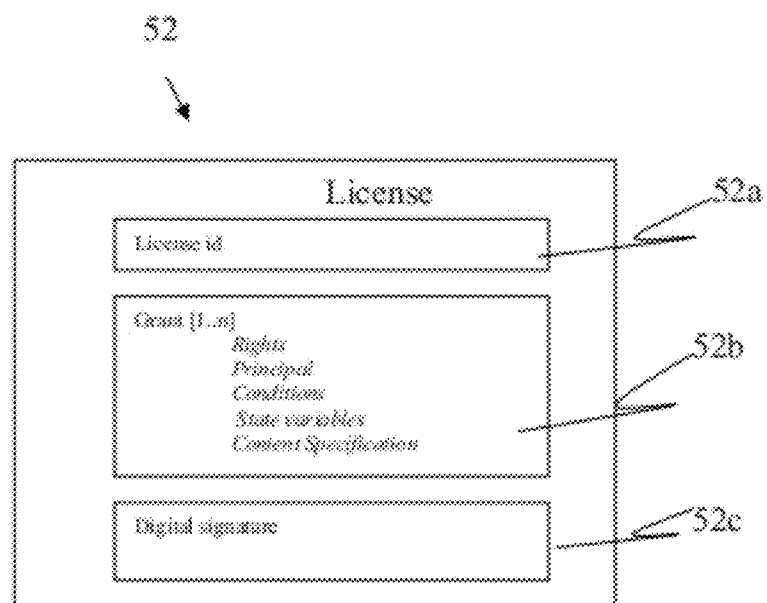 52
License
52a
License id
Grant [1..n]
Rights
Principal
52b
Conditions
State variables
Content Specification
Digital signature
52c